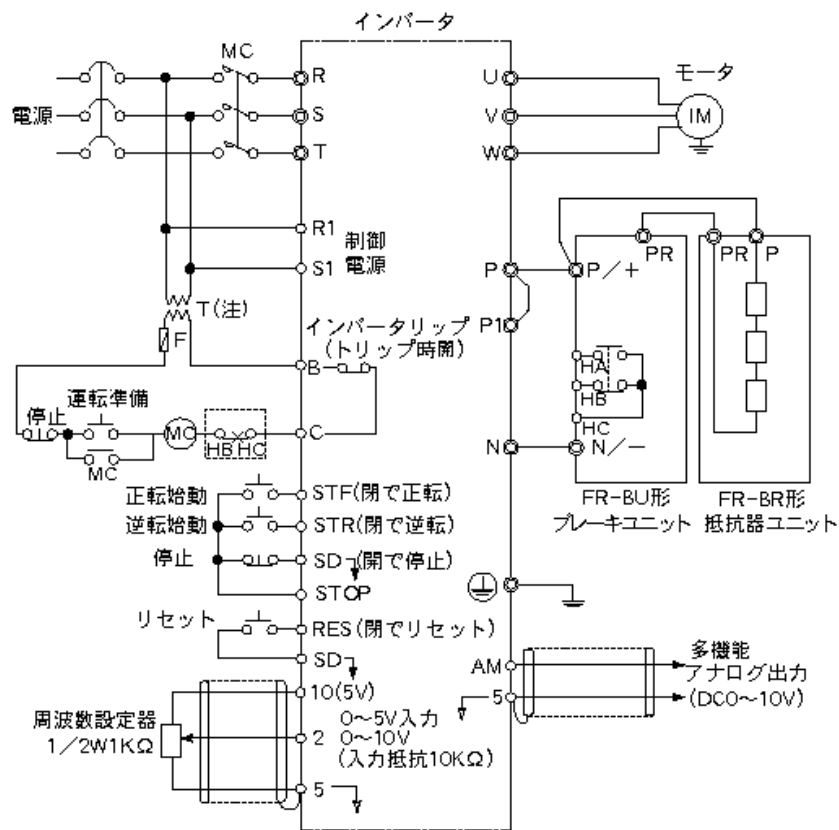 インバータ
MC
R
S
T
電源
U
V
W
モータ
IM
R1
S1
制御
電源
T(注)
F
インバータリップ
(トリップ時開)
B
C
運転準備
停止
MC
MC
HB HC
P
P1
N
P/+
PR
PR
P
HA
HB
HC
N/−
FR-BU形
ブレーキユニット
FR-BR形
抵抗器ユニット
正転始動
STF(閉で正転)
逆転始動
STR(閉で逆転)
停止
SD (開で停止)
STOP
リセット
RES(閉でリセット)
SD
10(5V)
周波数設定器
1/2W1KΩ
2
0〜5V入力
0〜10V
(入力抵抗10KΩ)
5
AM
5
多機能
アナログ出力
(DC0〜10V)